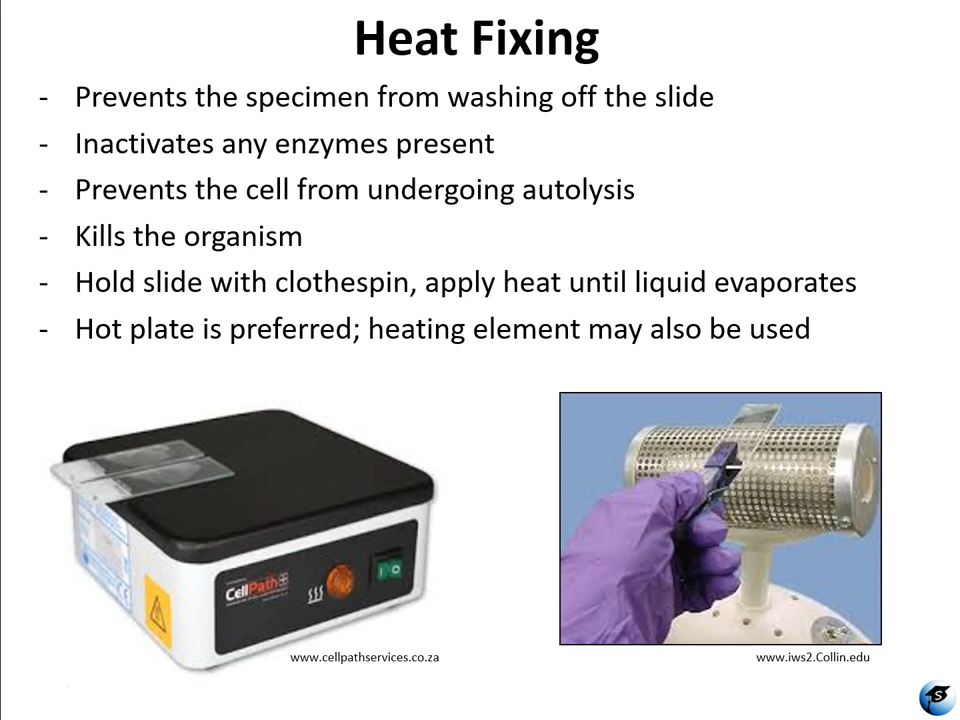 Heat Fixing
- Prevents the specimen from washing off the slide
- Inactivates any enzymes present
- Prevents the cell from undergoing autolysis
- Kills the organism
- Hold slide with clothespin, apply heat until liquid evaporates
- Hot plate is preferred; heating element may also be used
CellPath
www.cellpathservices.co.za
www.iws2.Collin.edu
S